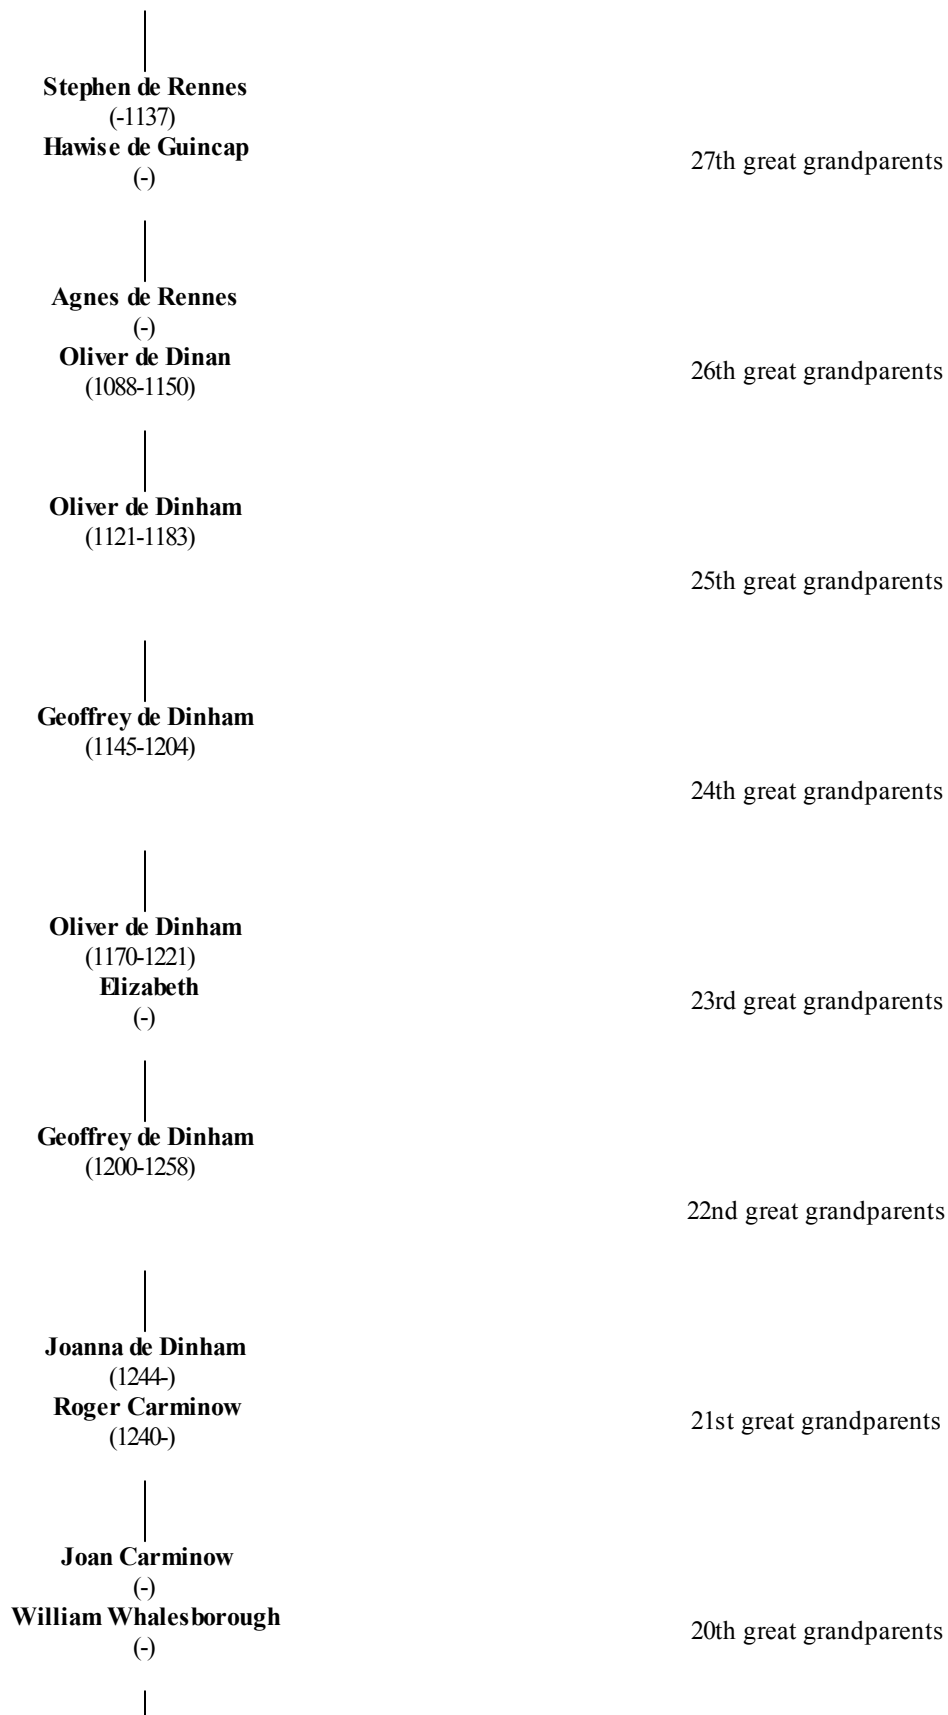 Stephen de Rennes
(-1137)
Hawise de Guincap
(-)
27th great grandparents
Agnes de Rennes
(-)
Oliver de Dinan
(1088-1150)
26th great grandparents
Oliver de Dinham
(1121-1183)
25th great grandparents
Geoffrey de Dinham
(1145-1204)
24th great grandparents
Oliver de Dinham
(1170-1221)
Elizabeth
(-)
23rd great grandparents
Geoffrey de Dinham
(1200-1258)
22nd great grandparents
Joanna de Dinham
(1244-)
Roger Carminow
(1240-)
21st great grandparents
Joan Carminow
(-)
William Whalesborough
(-)
20th great grandparents